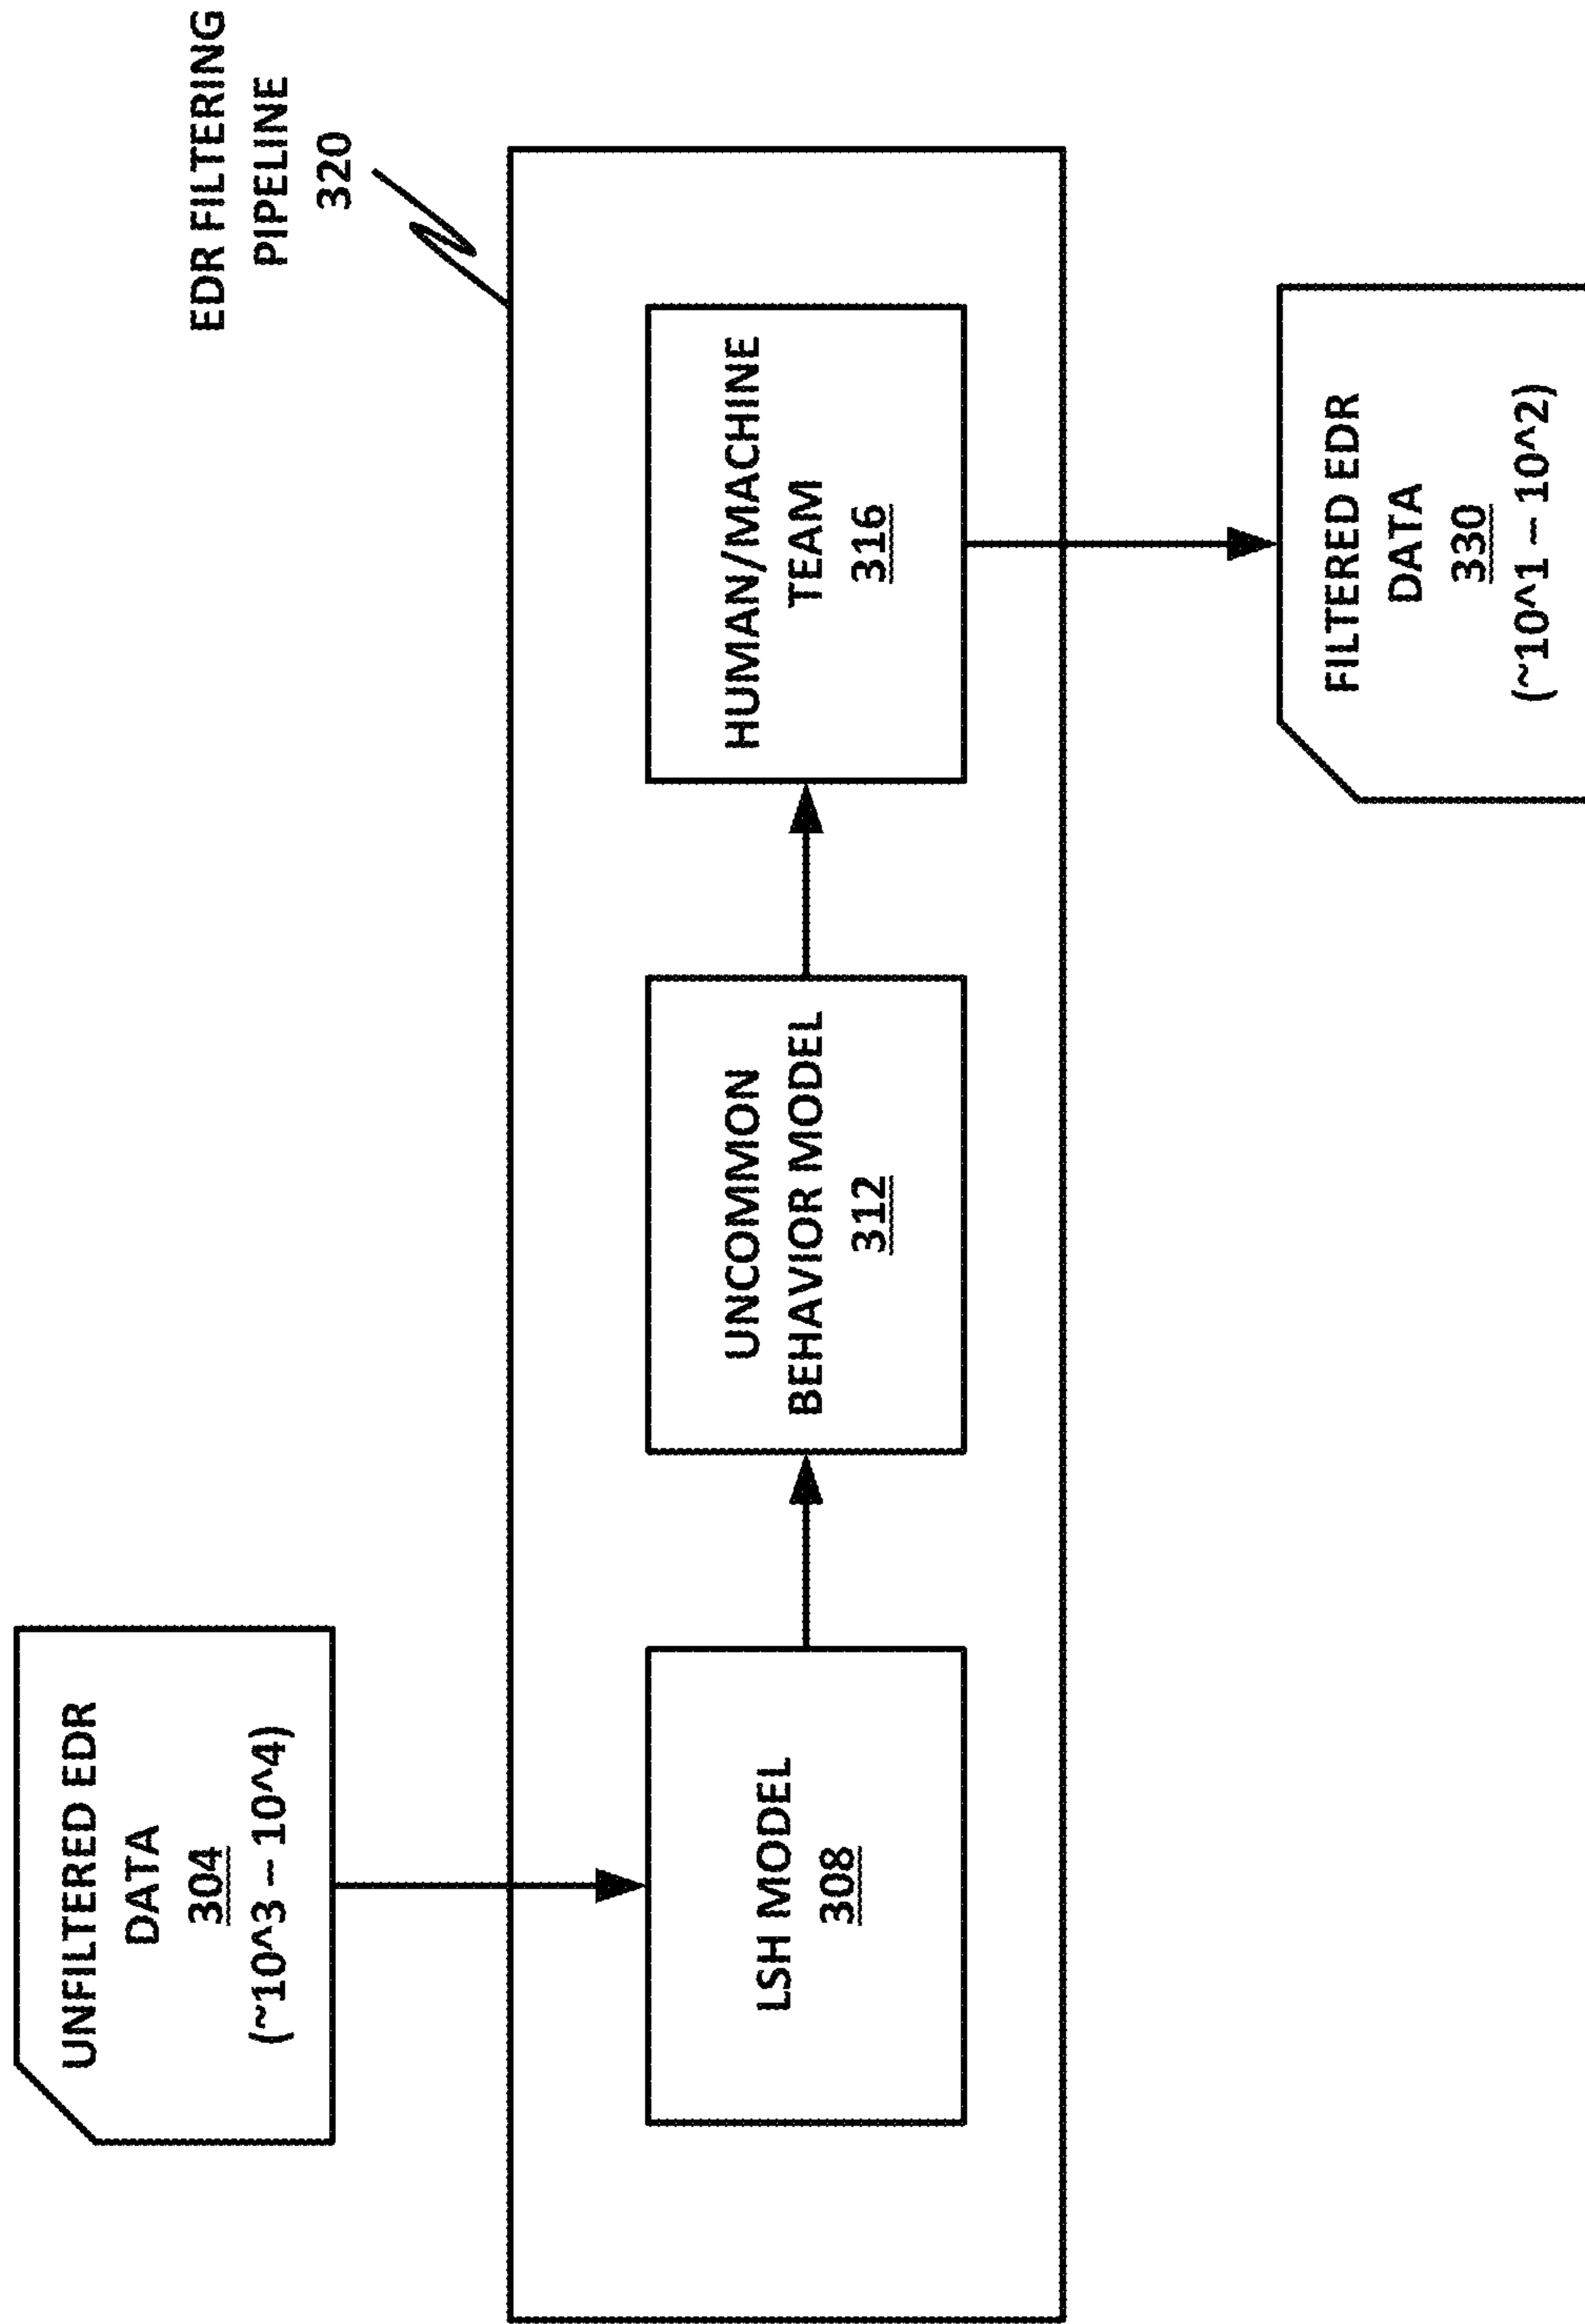 EDR FILTERING
PIPELINE
320
UNFILTERED EDR
DATA
304
(~10^3 – 10^4)
LSH MODEL
308
UNCOMMON
BEHAVIOR MODEL
312
HUMAN/MACHINE
TEAM
316
FILTERED EDR
DATA
330
(~10^1 – 10^2)